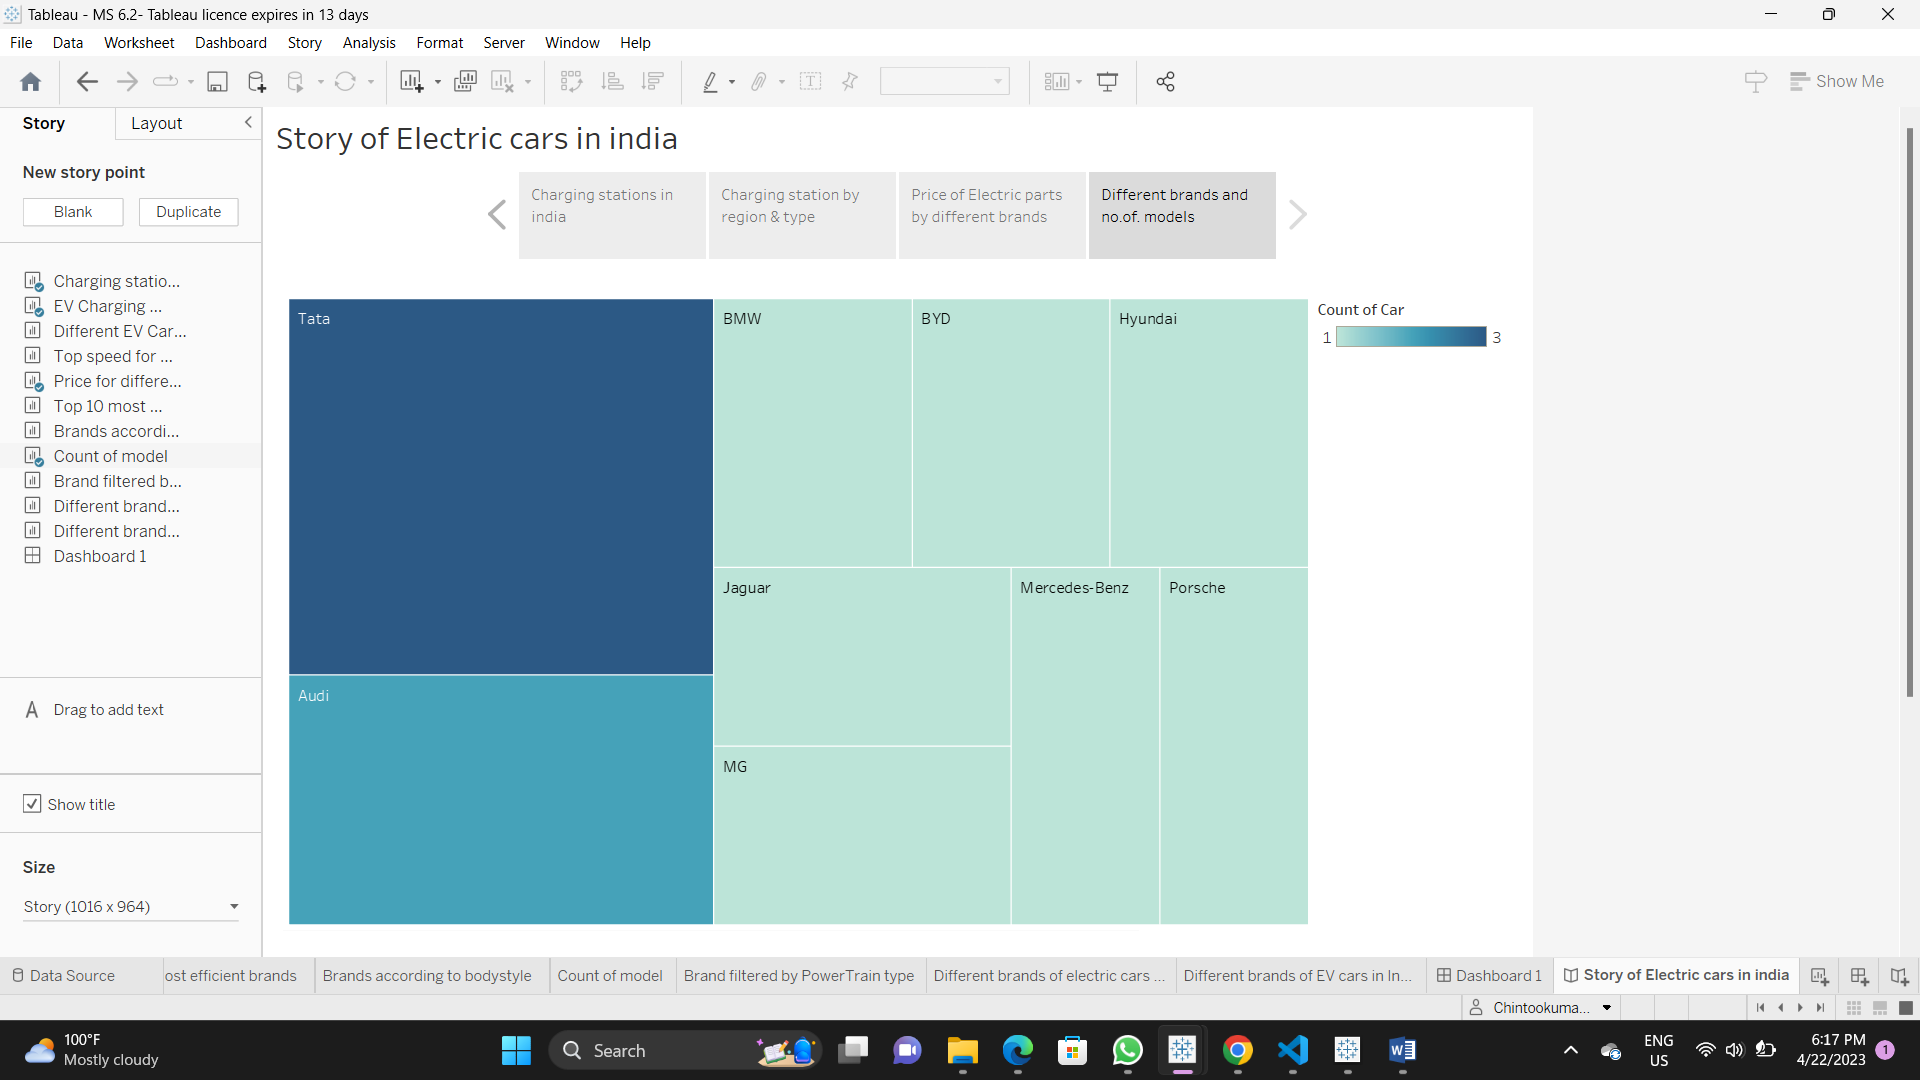 Tableau - MS 6.2- Tableau licence expires in 13 days
File Data Worksheet Dashboard Story Analysis Format Server Window Help
Show Me
Story Layout
New story point
Blank Duplicate
Charging statio...
EV Charging ...
Different EV Car...
Top speed for ...
Price for differe...
Top 10 most ...
Brands accordi...
Count of model
Brand filtered b...
Different brand...
Different brand...
Dashboard 1
A Drag to add text
Show title
Size
Story (1016 x 964)
Story of Electric cars in india
Charging stations in
india
Charging station by
region & type
Price of Electric parts
by different brands
Different brands and
no.of. models
Tata
BMW
BYD
Hyundai
Audi
Jaguar
Mercedes-Benz
Porsche
MG
Count of Car
1 3
Data Source ost efficient brands Brands according to bodystyle Count of model Brand filtered by PowerTrain type Different brands of electric cars ... Different brands of EV cars in In... Dashboard 1 Story of Electric cars in india
Chintookuma...
100°F
Mostly cloudy
Search
ENG
US
6:17 PM
4/22/2023
1